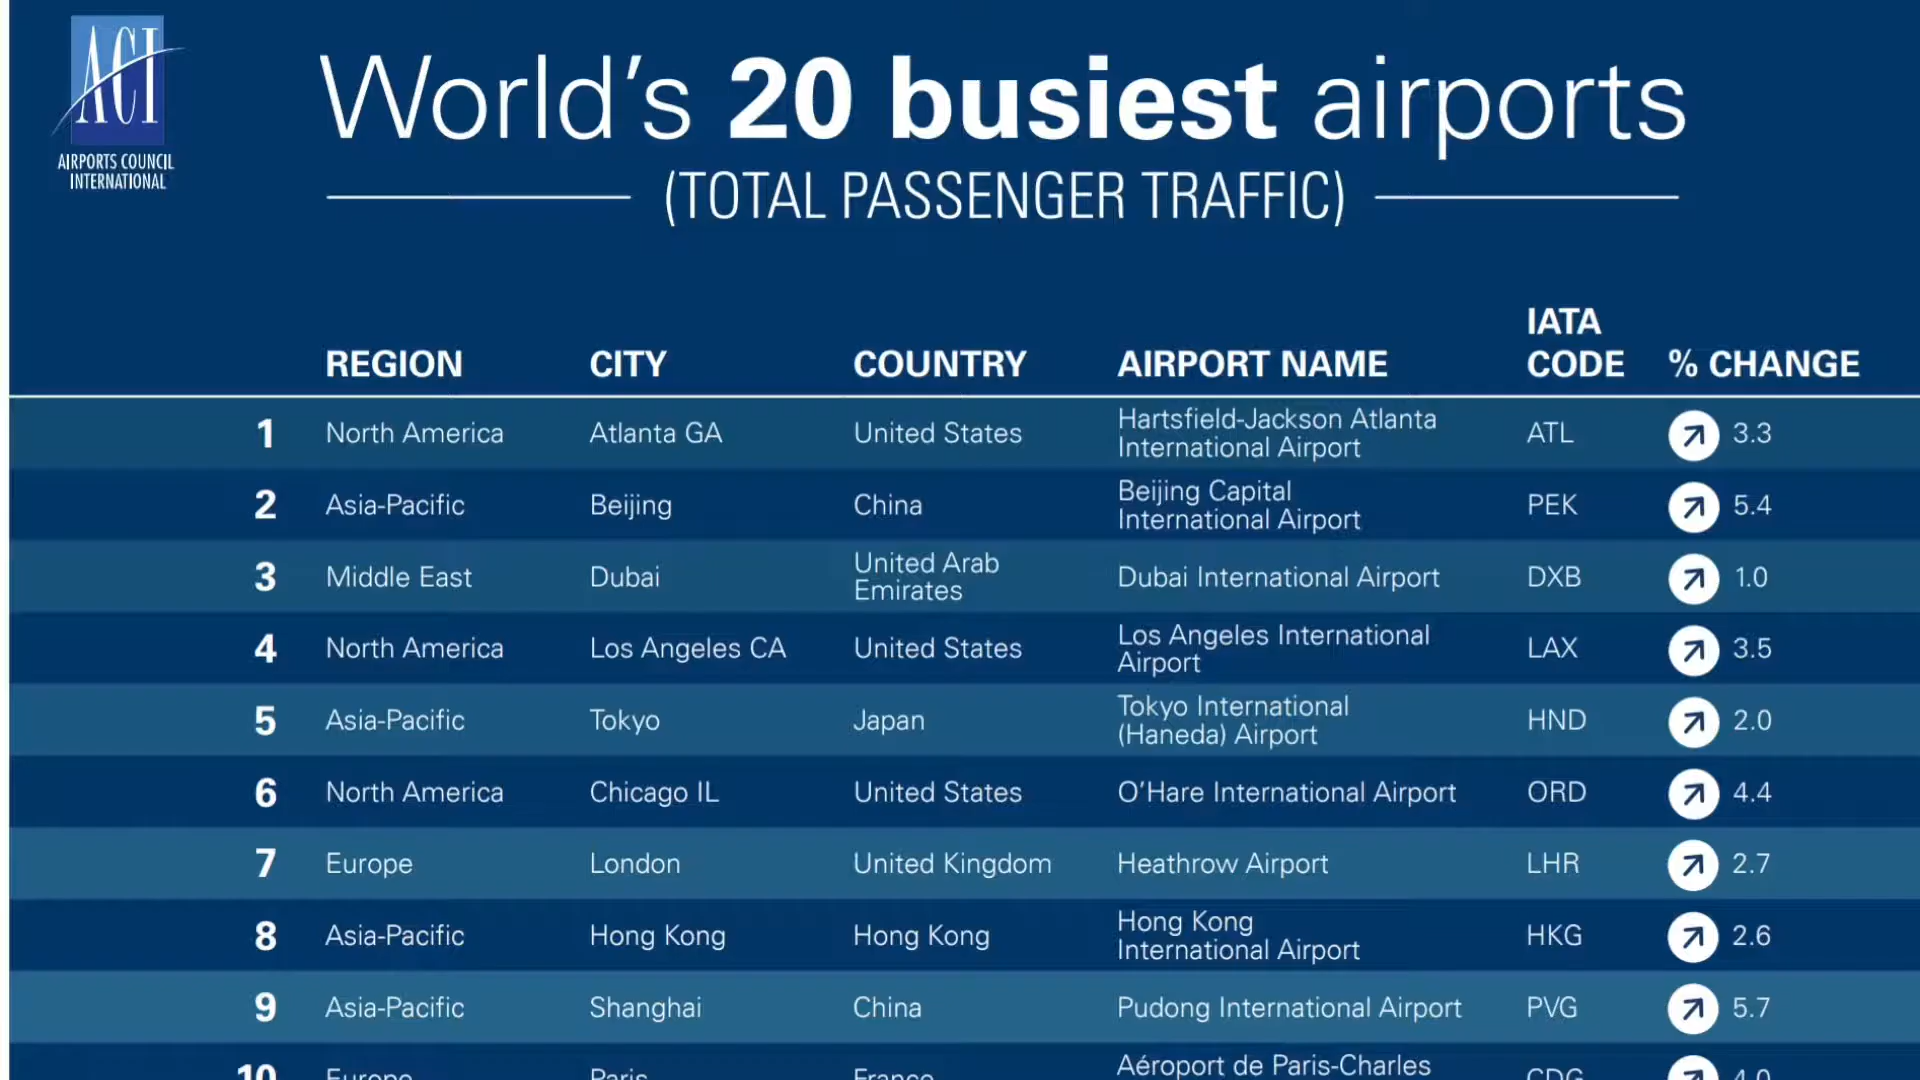 ACI
AIRPORTS COUNCIL
INTERNATIONAL
World's 20 busiest airports
(TOTAL PASSENGER TRAFFIC)
REGION CITY COUNTRY AIRPORT NAME IATA CODE % CHANGE
1 North America Atlanta GA United States Hartsfield-Jackson Atlanta International Airport ATL 3.3
2 Asia-Pacific Beijing China Beijing Capital International Airport PEK 5.4
3 Middle East Dubai United Arab Emirates Dubai International Airport DXB 1.0
4 North America Los Angeles CA United States Los Angeles International Airport LAX 3.5
5 Asia-Pacific Tokyo Japan Tokyo International (Haneda) Airport HND 2.0
6 North America Chicago IL United States O'Hare International Airport ORD 4.4
7 Europe London United Kingdom Heathrow Airport LHR 2.7
8 Asia-Pacific Hong Kong Hong Kong Hong Kong International Airport HKG 2.6
9 Asia-Pacific Shanghai China Pudong International Airport PVG 5.7
10 Europe Paris France Aéroport de Paris-Charles CDG 4.0